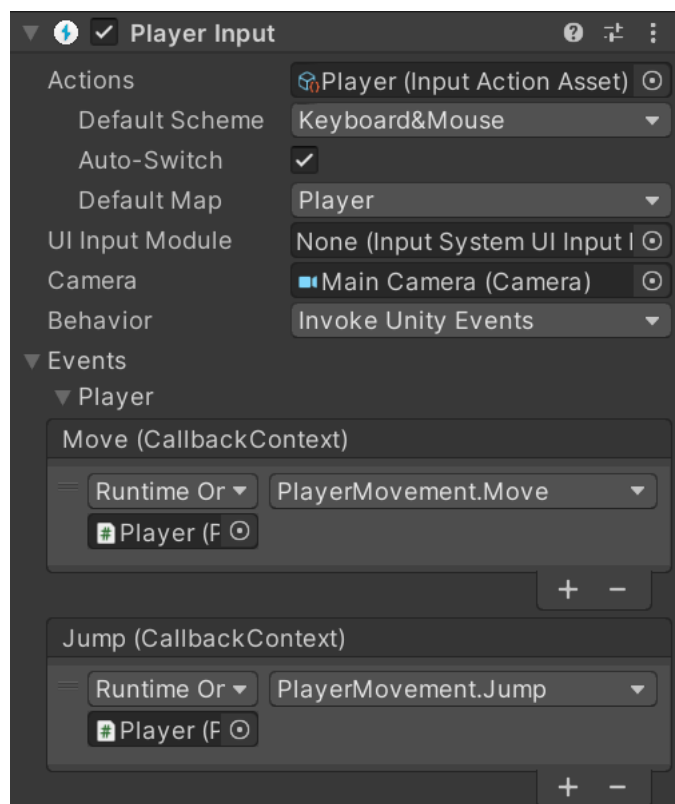 Player Input
Actions Player (Input Action Asset)
Default Scheme Keyboard&Mouse
Auto-Switch
Default Map Player
UI Input Module None (Input System UI Input
Camera Main Camera (Camera)
Behavior Invoke Unity Events
Events
Player
Move (CallbackContext)
Runtime Or PlayerMovement.Move
# Player (P
+ −
Jump (CallbackContext)
Runtime Or PlayerMovement.Jump
# Player (P
+ −